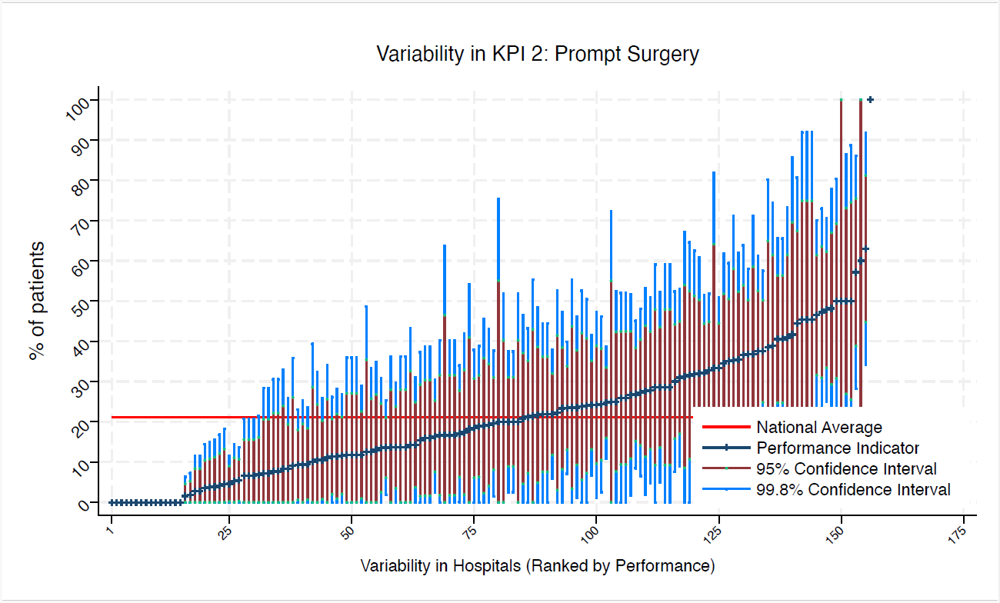 Variability in KPI 2: Prompt Surgery
% of patients
100
90
80
70
60
50
40
30
20
10
0
1
25
50
75
100
125
150
175
Variability in Hospitals (Ranked by Performance)
National Average
Performance Indicator
95% Confidence Interval
99.8% Confidence Interval